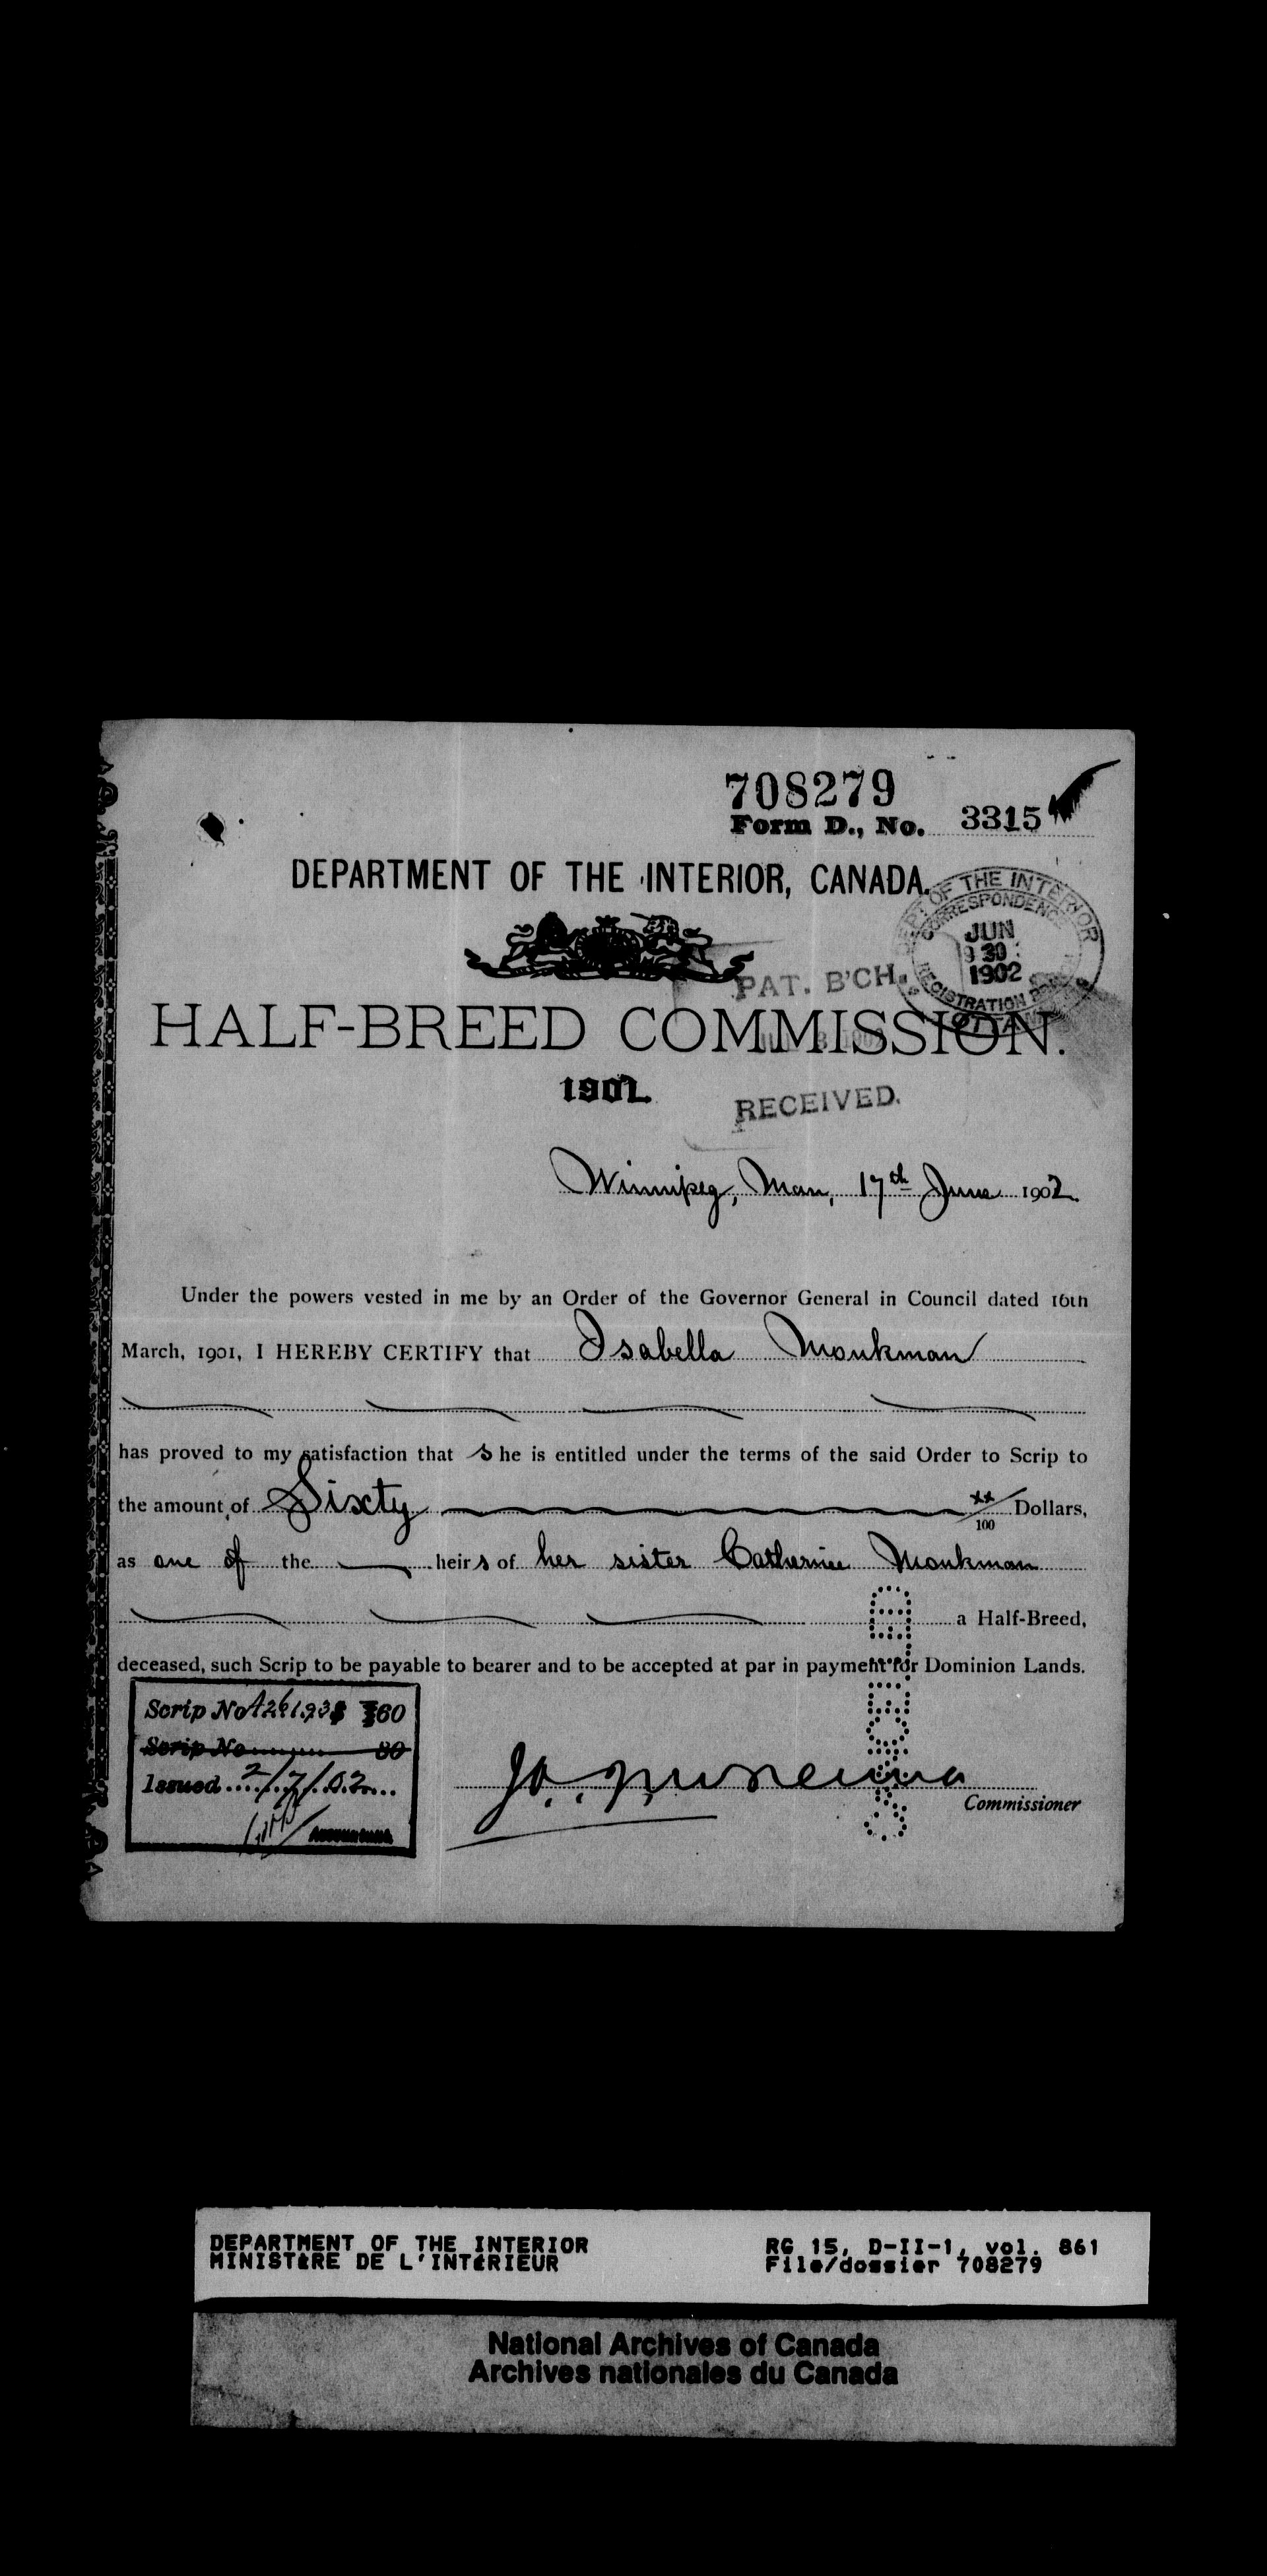 708279
Form D., No. 3315
DEPARTMENT OF THE INTERIOR, CANADA.
DEPT OF THE INTERIOR
CORRESPONDENCE
JUN
30
1902
REGISTRATION
OTTAWA
PAT. B'CH.
HALF-BREED COMMISSION.
1902
RECEIVED.
Winnipeg, Man, 17th June 1902.
Under the powers vested in me by an Order of the Governor General in Council dated 16th
March, 1901, I HEREBY CERTIFY that Isabella Monkman
has proved to my satisfaction that she is entitled under the terms of the said Order to Scrip to
the amount of Sixty xx/100 Dollars,
as one of the heirs of her sister Catherine Monkman
a Half-Breed,
deceased, such Scrip to be payable to bearer and to be accepted at par in payment for Dominion Lands.
Scrip No $60
Scrip No 80
Issued 2/7/02
Commissioner
DEPARTMENT OF THE INTERIOR RG 15, D-II-1, vol. 861
MINISTÈRE DE L'INTÉRIEUR File/dossier 708279
National Archives of Canada
Archives nationales du Canada